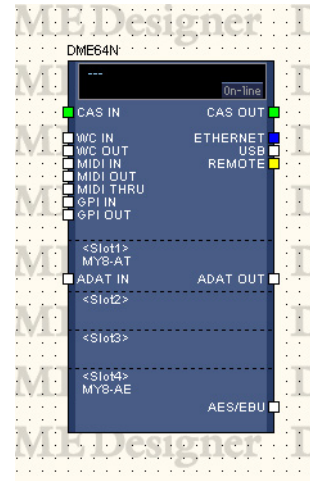 ME Designer
DME64N
---
On-line
CAS IN CAS OUT
WC IN ETHERNET
WC OUT USB
MIDI IN REMOTE
MIDI OUT
MIDI THRU
GPI IN
GPI OUT
<Slot1>
MY8-AT
ADAT IN ADAT OUT
<Slot2>
<Slot3>
<Slot4>
MY8-AE
AES/EBU
ME Designer